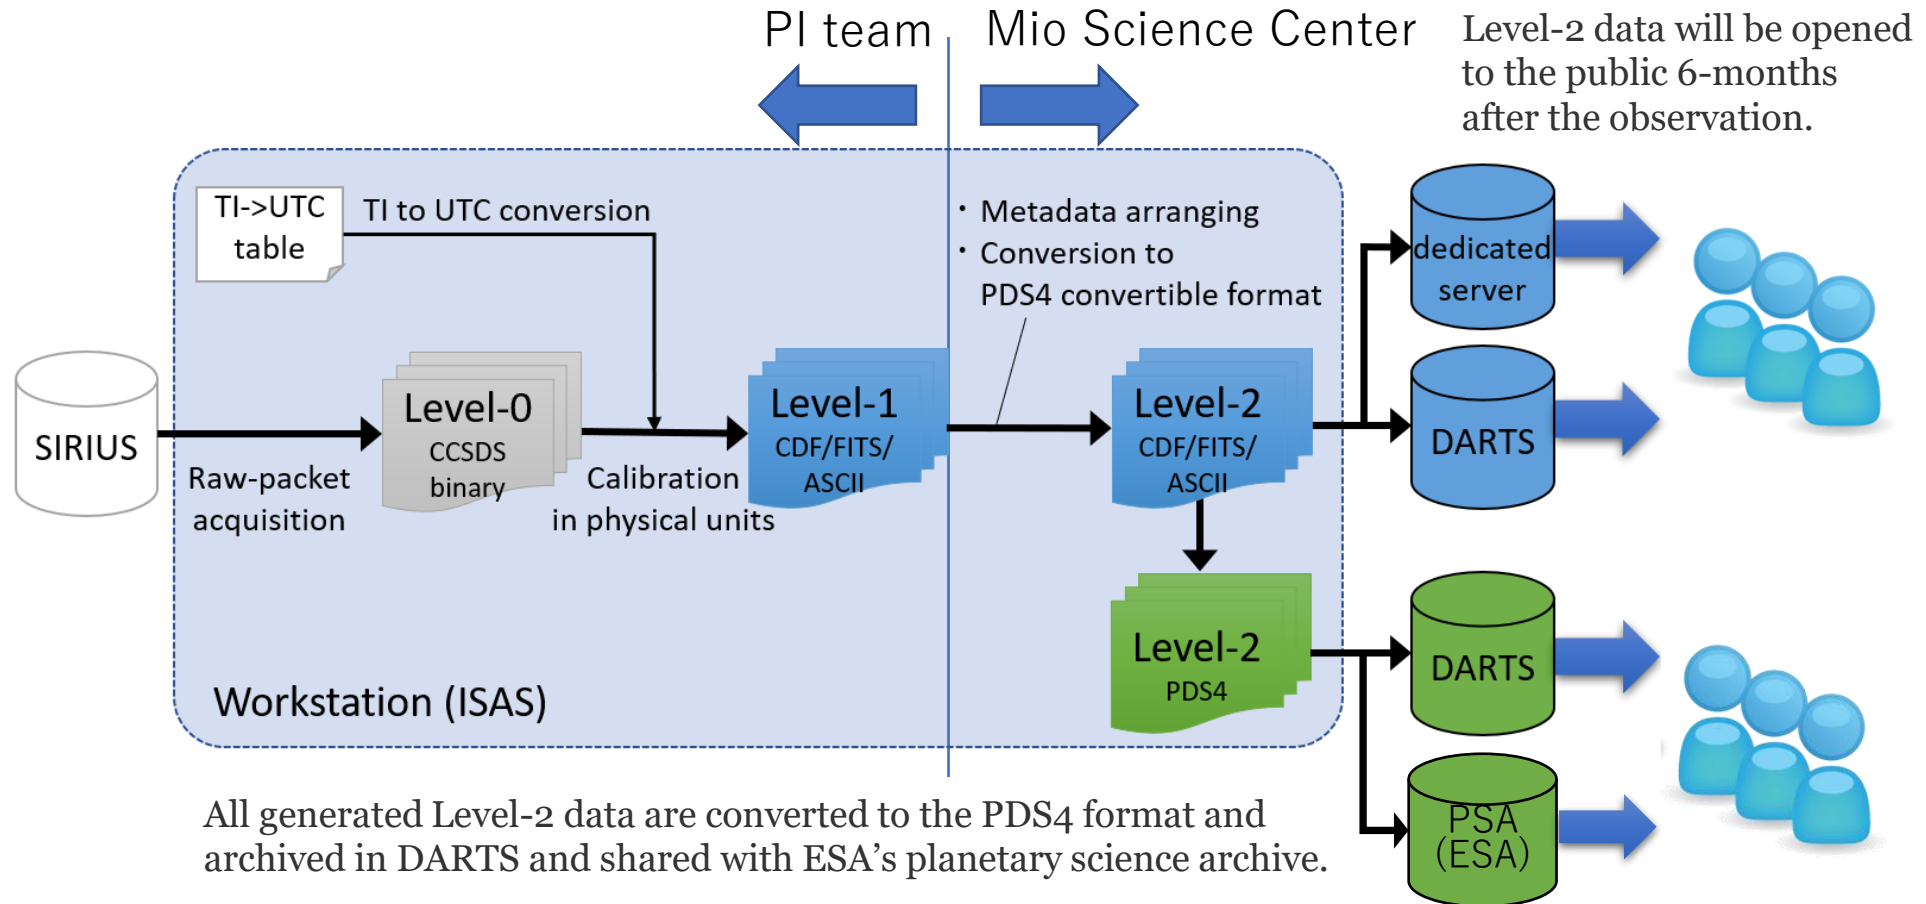 PI team
Mio Science Center
Level-2 data will be opened
to the public 6-months
after the observation.
TI->UTC
table
TI to UTC conversion
・ Metadata arranging
・ Conversion to
PDS4 convertible format
dedicated
server
SIRIUS
Raw-packet
acquisition
Level-0
CCSDS
binary
Calibration
in physical units
Level-1
CDF/FITS/
ASCII
Level-2
CDF/FITS/
ASCII
DARTS
Level-2
PDS4
DARTS
Workstation (ISAS)
PSA
(ESA)
All generated Level-2 data are converted to the PDS4 format and
archived in DARTS and shared with ESA’s planetary science archive.